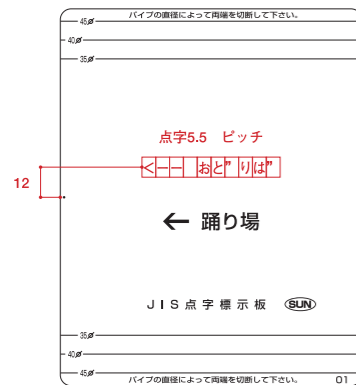 パイプの直径によって両端を切断して下さい。
45ø
40ø
35ø
点字5.5 ピッチ
<ーー おと"りは"
12
← 踊り場
JIS点字標示板 SUN
35ø
40ø
45ø
パイプの直径によって両端を切断して下さい。
01